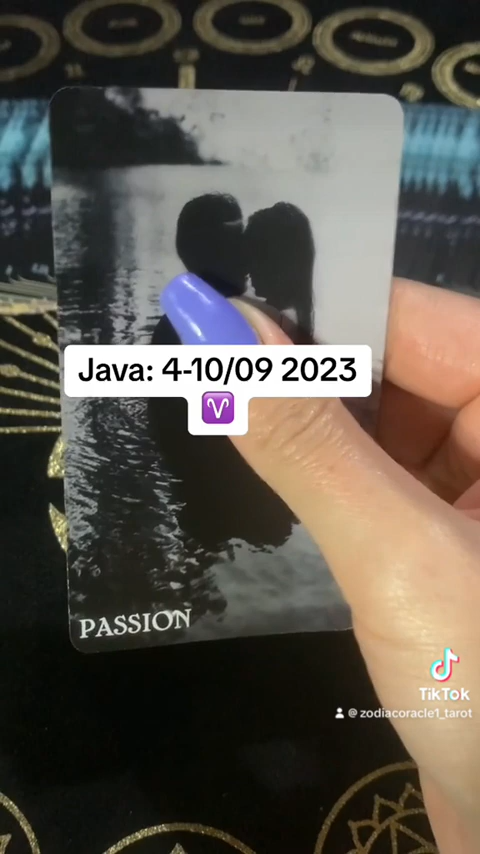 Java: 4-10/09 2023
♈
PASSION
TikTok
@ zodiacoracle1_tarot